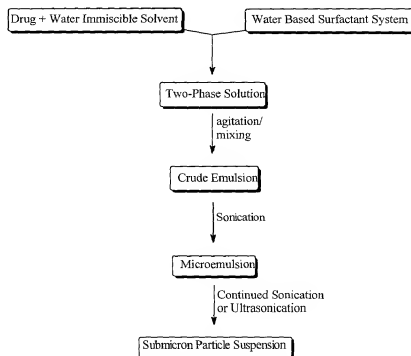 Drug + Water Immiscible Solvent
Water Based Surfactant System
Two-Phase Solution
agitation/
mixing
Crude Emulsion
Sonication
Microemulsion
Continued Sonication
or Ultrasonication
Submicron Particle Suspension